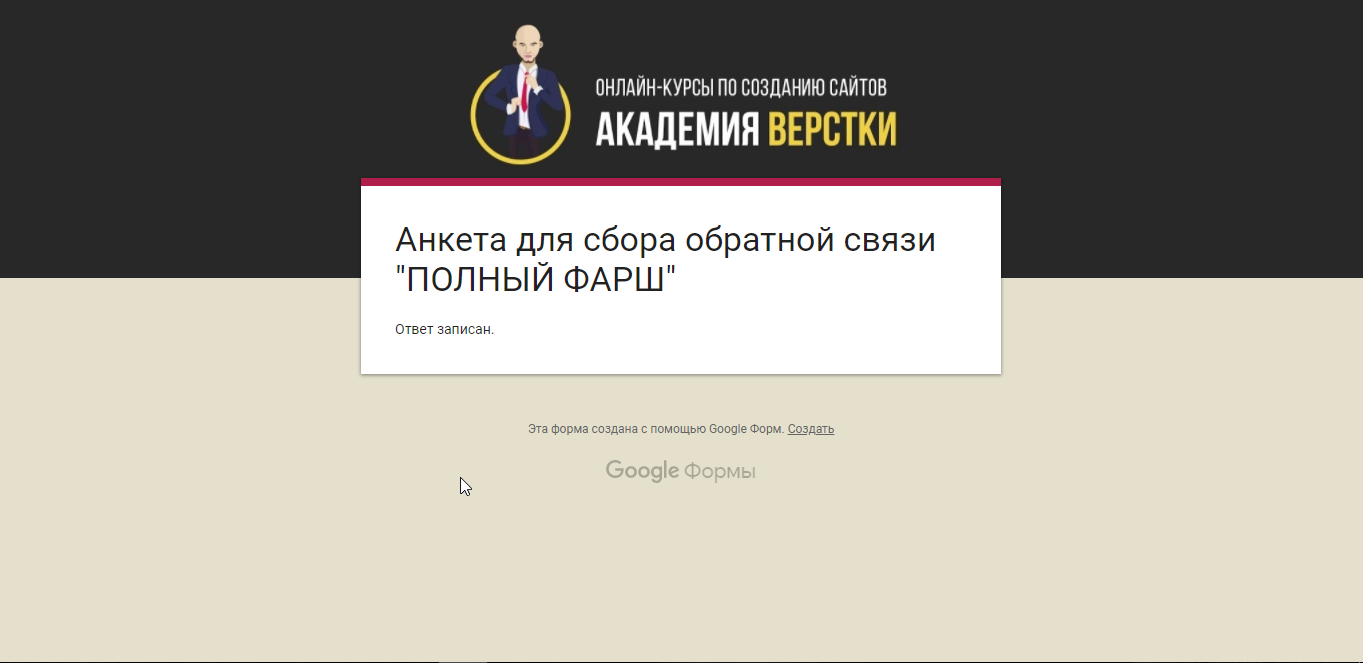 ОНЛАЙН-КУРСЫ ПО СОЗДАНИЮ САЙТОВ
АКАДЕМИЯ ВЕРСТКИ
Анкета для сбора обратной связи
"ПОЛНЫЙ ФАРШ"
Ответ записан.
Эта форма создана с помощью Google Форм. Создать
Google Формы